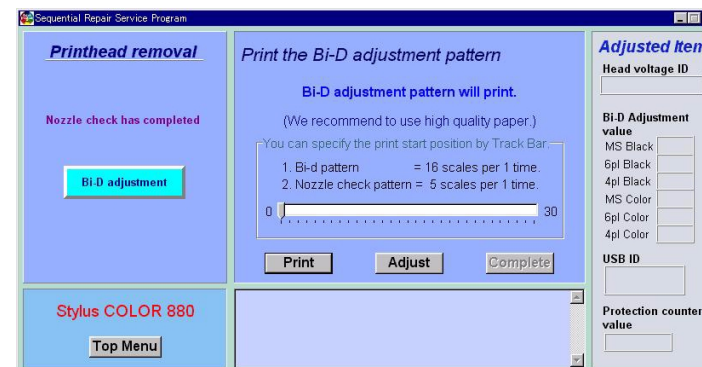 Sequential Repair Service Program
Printhead removal
Nozzle check has completed
Bi-D adjustment
Print the Bi-D adjustment pattern
Bi-D adjustment pattern will print.
(We recommend to use high quality paper.)
You can specify the print start position by Track Bar.
1. Bi-d pattern = 16 scales per 1 time.
2. Nozzle check pattern = 5 scales per 1 time.
0 30
Print Adjust Complete
Stylus COLOR 880
Top Menu
Adjusted Iten
Head voltage ID
Bi-D Adjustment
value
MS Black
6pl Black
4pl Black
MS Color
6pl Color
4pl Color
USB ID
Protection counter
value